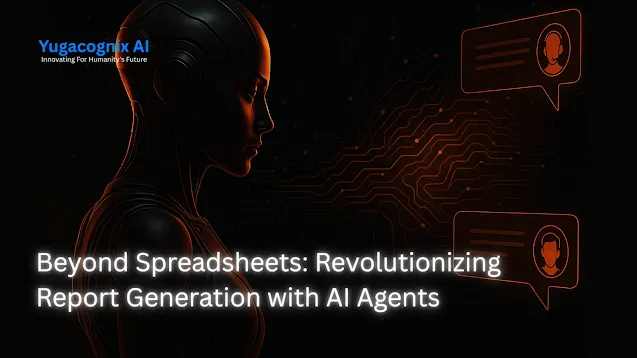 Yugacognix AI
Innovating For Humanity's Future
Beyond Spreadsheets: Revolutionizing
Report Generation with AI Agents